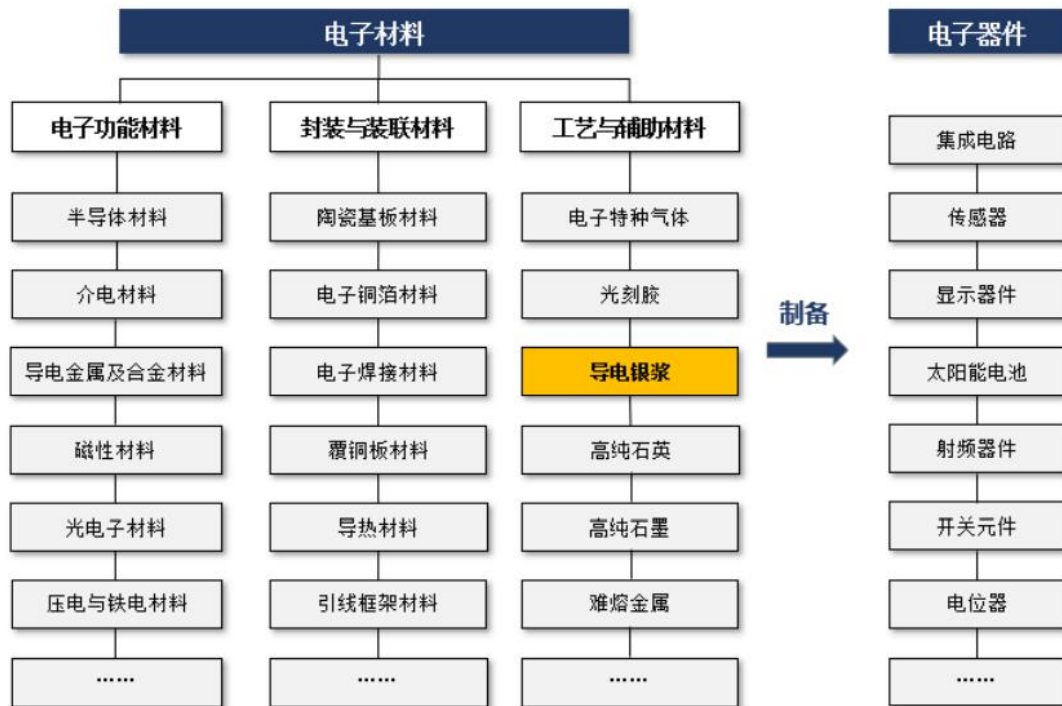 电子材料
电子器件
电子功能材料
封装与装联材料
工艺与辅助材料
半导体材料
介电材料
导电金属及合金材料
磁性材料
光电子材料
压电与铁电材料
……
陶瓷基板材料
电子铜箔材料
电子焊接材料
覆铜板材料
导热材料
引线框架材料
……
电子特种气体
光刻胶
导电银浆
高纯石英
高纯石墨
难熔金属
……
制备
集成电路
传感器
显示器件
太阳能电池
射频器件
开关元件
电位器
……